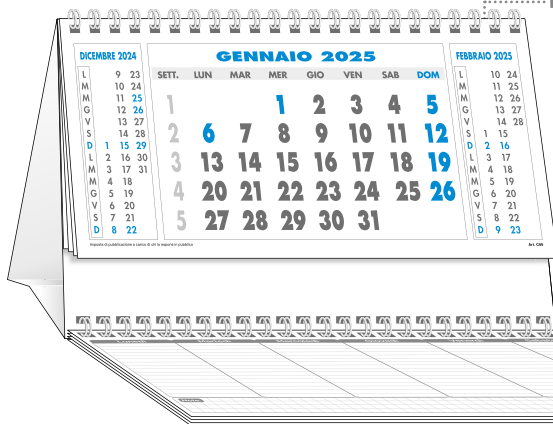 DICEMBRE 2024
L 9 23
M 10 24
M 11 25
G 12 26
V 13 27
S 14 28
D 1 15 29
L 2 16 30
M 3 17 31
M 4 18
G 5 19
V 6 20
S 7 21
D 8 22
GENNAIO 2025
SETT. LUN MAR MER GIO VEN SAB DOM
1 1 2 3 4 5
2 6 7 8 9 10 11 12
3 13 14 15 16 17 18 19
4 20 21 22 23 24 25 26
5 27 28 29 30 31
FEBBRAIO 2025
L 10 24
M 11 25
M 12 26
G 13 27
V 14 28
S 1 15
D 2 16
L 3 17
M 4 18
M 5 19
G 6 20
V 7 21
S 8 22
D 9 23
Imposta di pubblicazione a carico di chi la espone in pubblico
Art. CAN